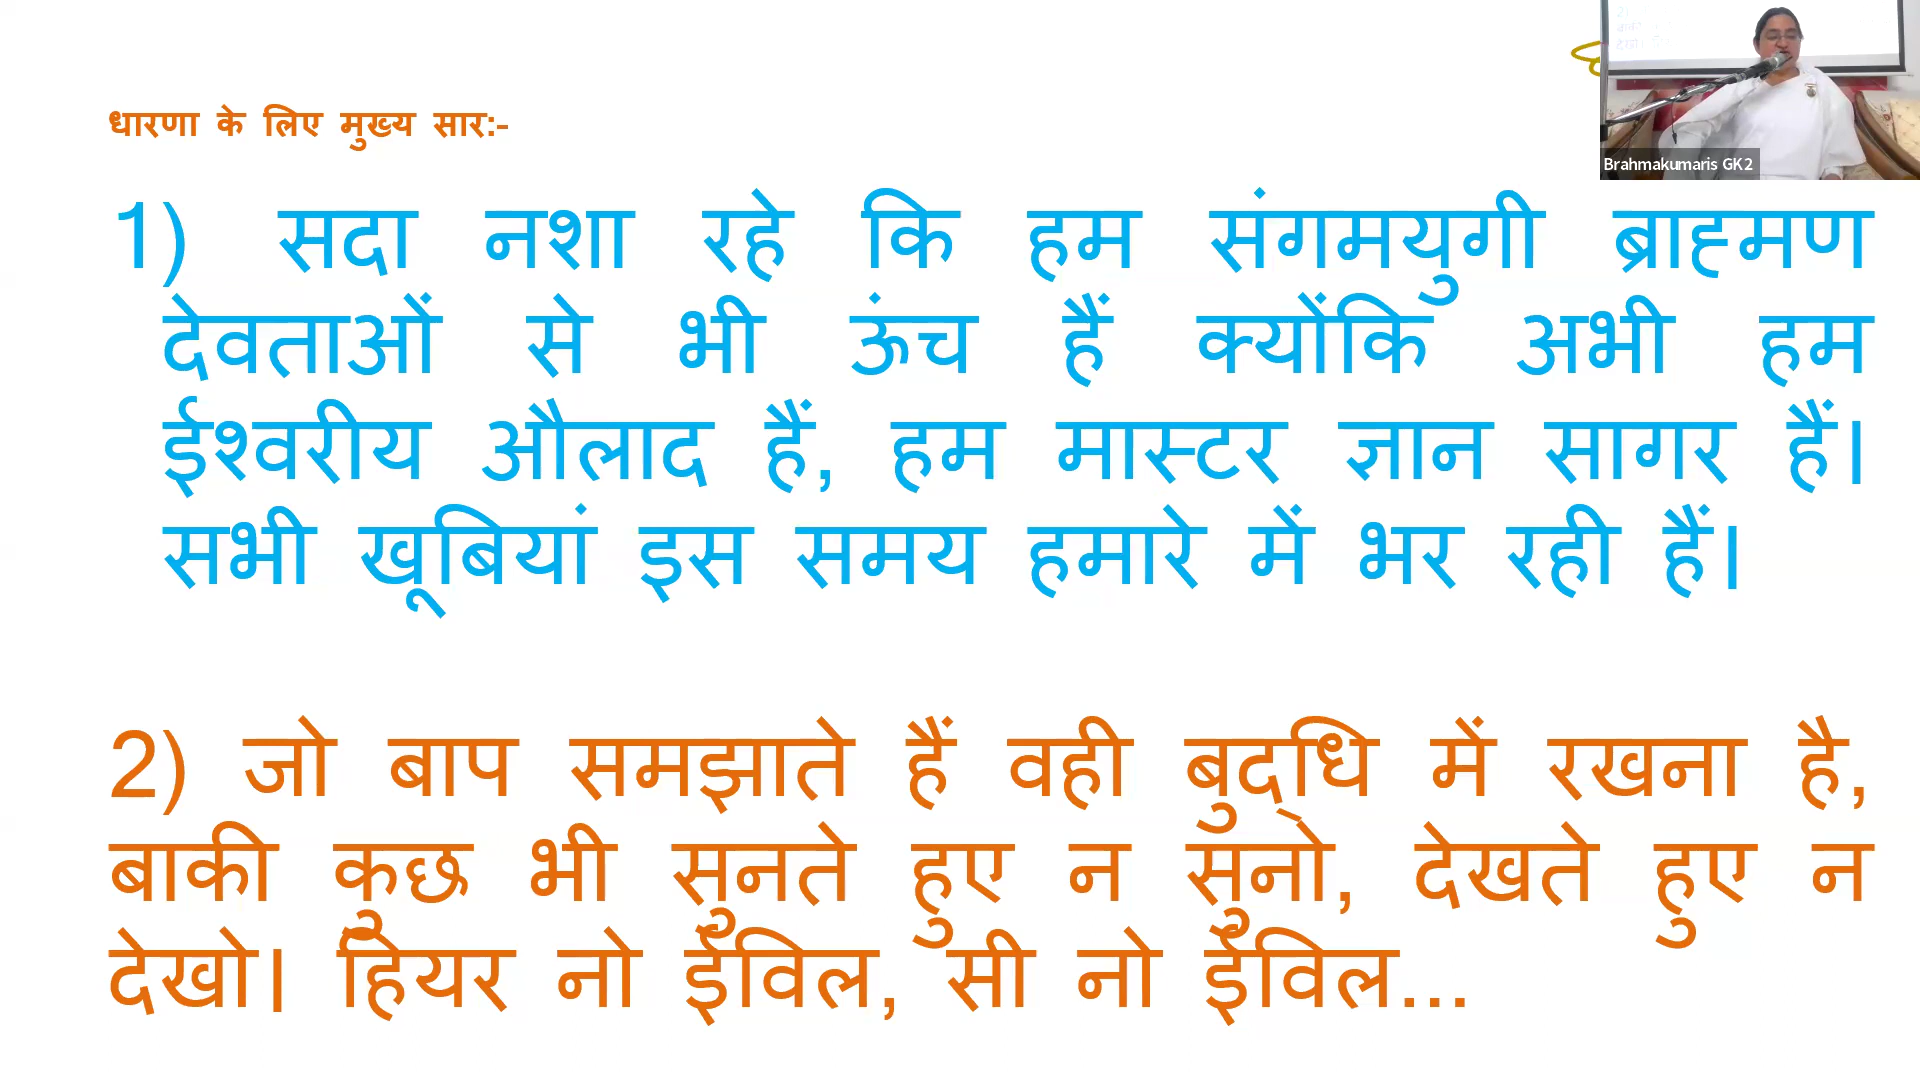 धारणा के लिए मुख्य सार:-
Brahmakumaris GK2
1) सदा नशा रहे कि हम संगमयुगी ब्राह्मण
देवताओं से भी ऊंच हैं क्योंकि अभी हम
ईश्वरीय औलाद हैं, हम मास्टर ज्ञान सागर हैं।
सभी खूबियां इस समय हमारे में भर रही हैं।
2) जो बाप समझाते हैं वही बुद्धि में रखना है,
बाकी कुछ भी सुनते हुए न सुनो, देखते हुए न
देखो। हियर नो ईविल, सी नो ईविल...